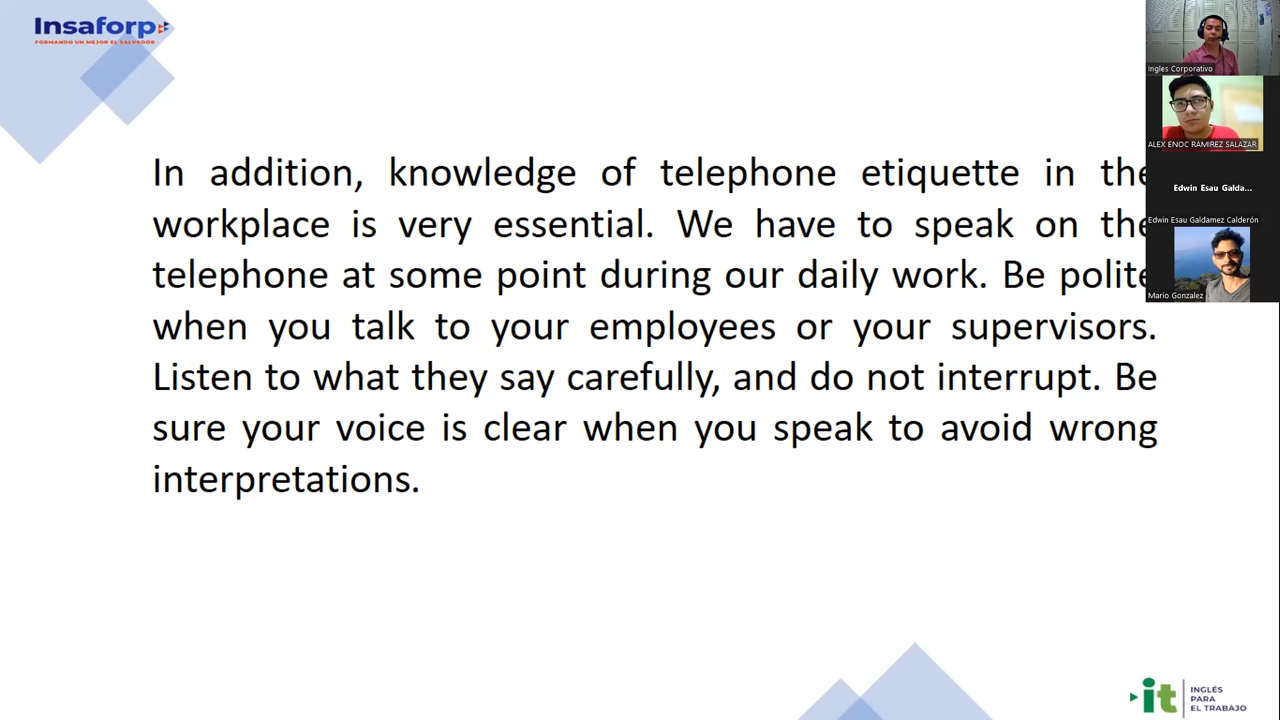 Insaforp
FORMANDO UN MEJOR EL SALVADOR
Ingles Corporativo
ALEX ENOC RAMIREZ SALAZAR
Edwin Esau Galda...
Edwin Esau Galdamez Calderón
Mario Gonzalez
In addition, knowledge of telephone etiquette in the
workplace is very essential. We have to speak on the
telephone at some point during our daily work. Be polite
when you talk to your employees or your supervisors.
Listen to what they say carefully, and do not interrupt. Be
sure your voice is clear when you speak to avoid wrong
interpretations.
it
INGLÉS
PARA
EL TRABAJO